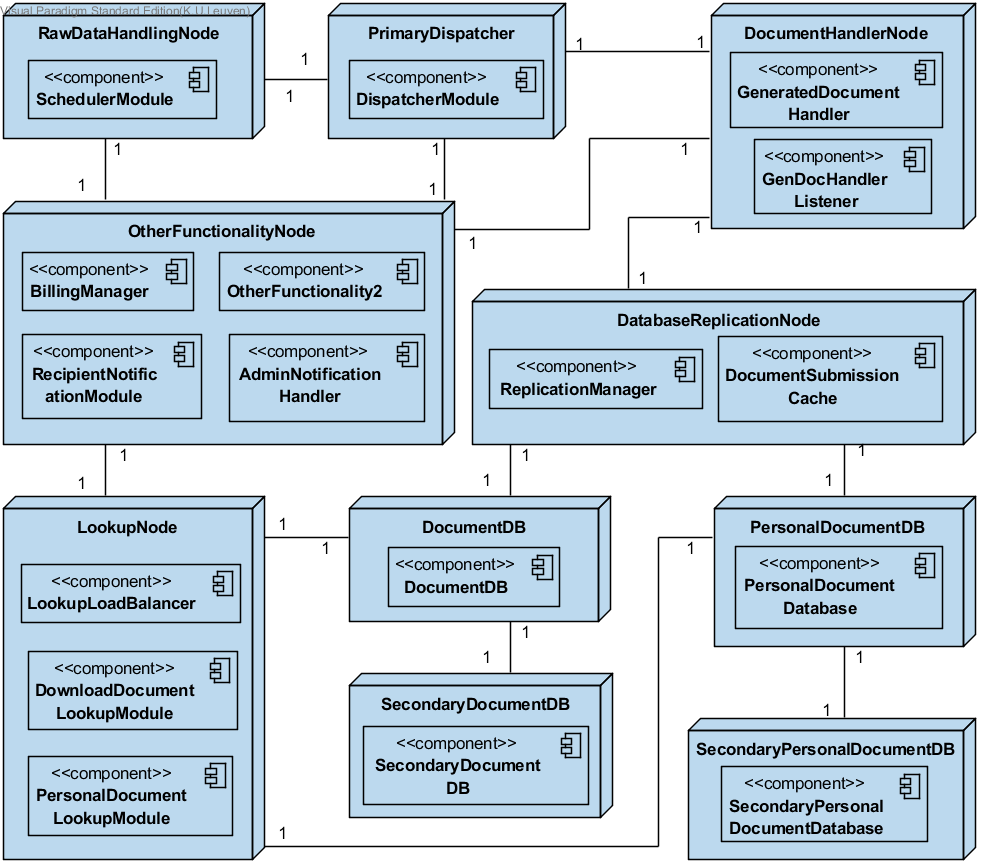 Visual Paradigm Standard Edition(K.U.Leuven)
RawDataHandlingNode
<<component>>
SchedulerModule
1
1
PrimaryDispatcher
<<component>>
DispatcherModule
1
1
DocumentHandlerNode
<<component>>
GeneratedDocument
Handler
<<component>>
GenDocHandler
Listener
1
1
1
1
1
1
1
1
OtherFunctionalityNode
<<component>>
BillingManager
<<component>>
OtherFunctionality2
<<component>>
RecipientNotific
ationModule
<<component>>
AdminNotification
Handler
DatabaseReplicationNode
<<component>>
ReplicationManager
<<component>>
DocumentSubmission
Cache
1
1
1
1
1
1
LookupNode
<<component>>
LookupLoadBalancer
<<component>>
DownloadDocument
LookupModule
<<component>>
PersonalDocument
LookupModule
1
1
DocumentDB
<<component>>
DocumentDB
1
1
SecondaryDocumentDB
<<component>>
SecondaryDocument
DB
1
1
PersonalDocumentDB
<<component>>
PersonalDocument
Database
1
1
SecondaryPersonalDocumentDB
<<component>>
SecondaryPersonal
DocumentDatabase